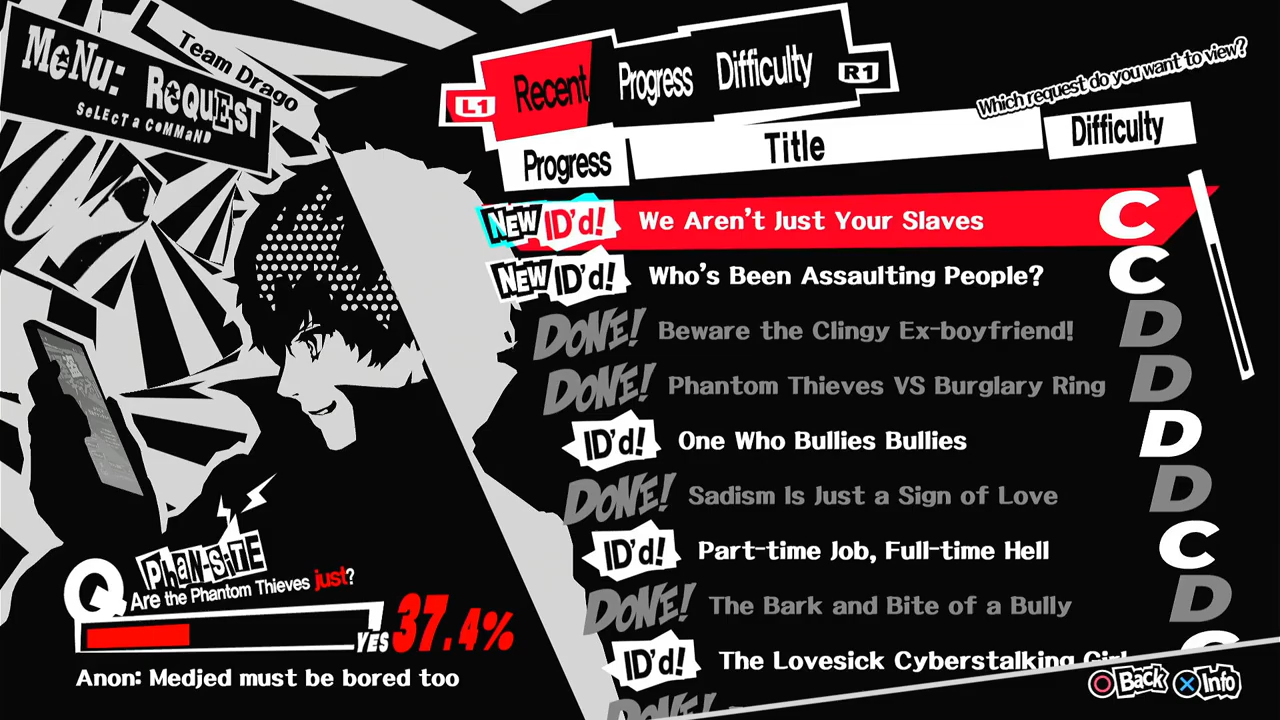 MENU: REQUEST
SELECT A COMMAND
Team Drago
L1 Recent Progress Difficulty R1
Which request do you want to view?
Progress Title Difficulty
NEW ID'd! We Aren't Just Your Slaves C
NEW ID'd! Who's Been Assaulting People? C
DONE! Beware the Clingy Ex-boyfriend! D
DONE! Phantom Thieves VS Burglary Ring D
ID'd! One Who Bullies Bullies D
DONE! Sadism Is Just a Sign of Love D
ID'd! Part-time Job, Full-time Hell C
DONE! The Bark and Bite of a Bully D
ID'd! The Lovesick Cyberstalking Girl C
DONE!
PhaN-SiTE
Q Are the Phantom Thieves just?
YES 37.4%
Anon: Medjed must be bored too
Back Info